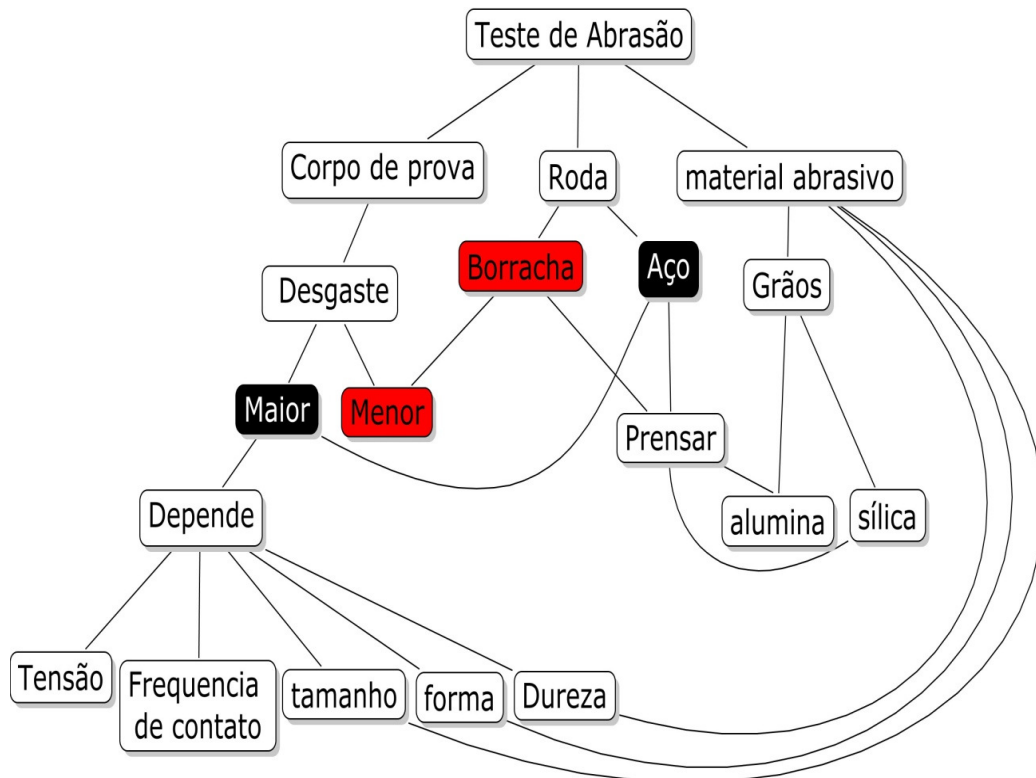 Teste de Abrasão
Corpo de prova
Roda
material abrasivo
Borracha
Aço
Desgaste
Grãos
Maior
Menor
Prensar
Depende
alumina
sílica
Tensão
Frequencia
de contato
tamanho
forma
Dureza